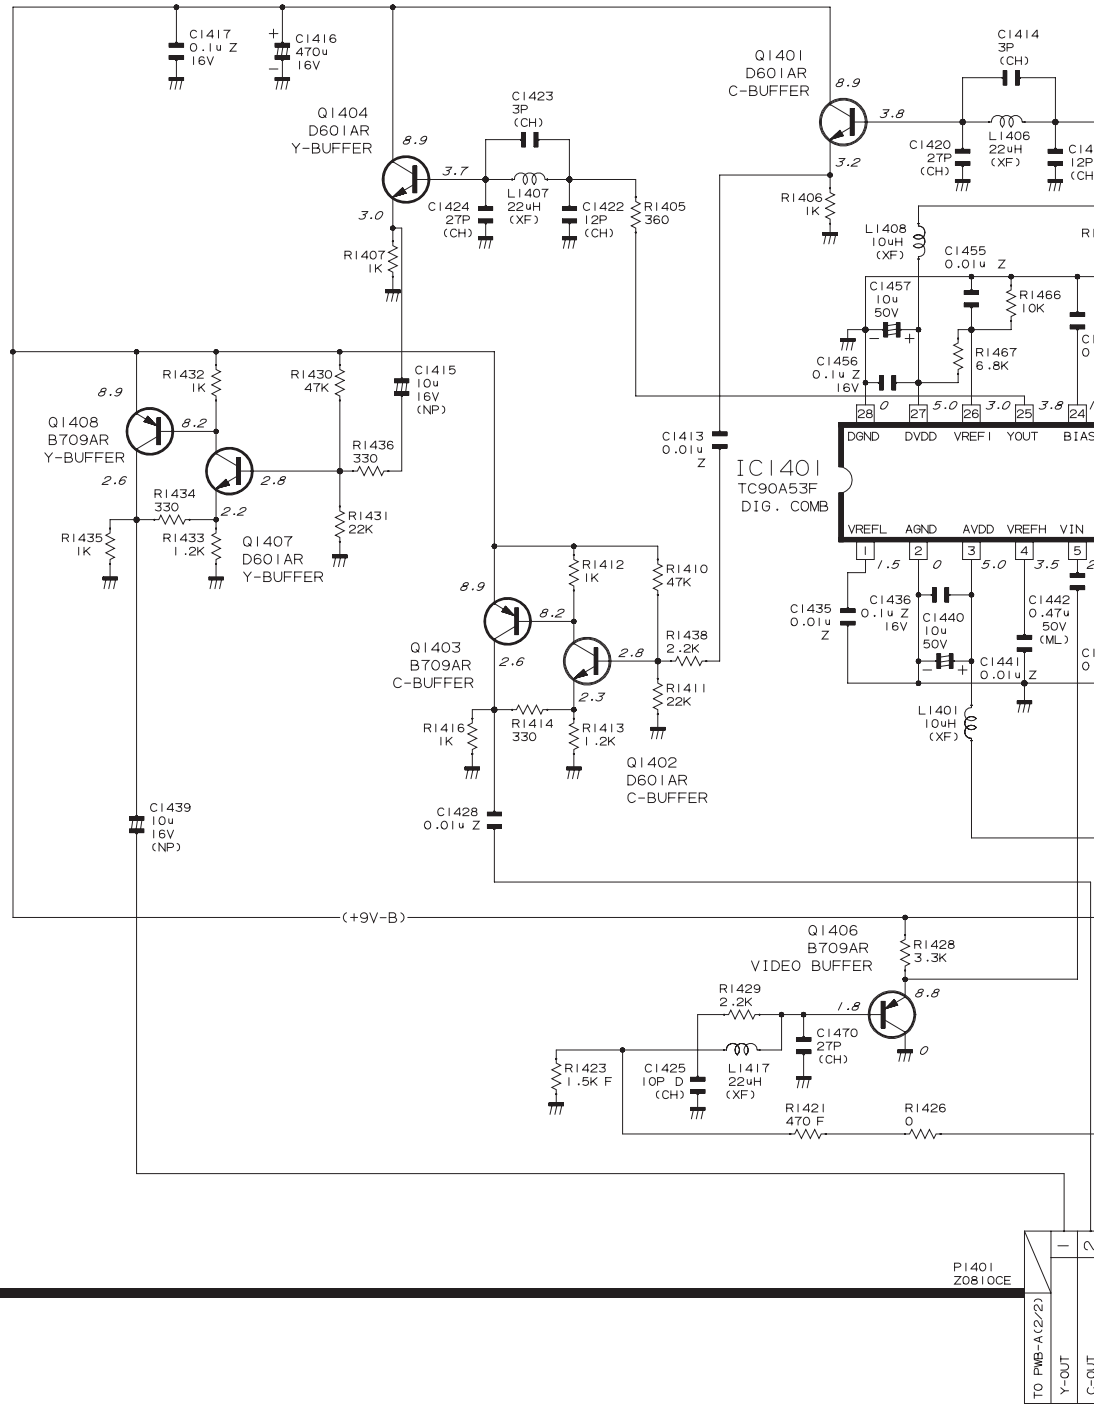 C1417
0.1u Z
16V
+
C1416
470u
16V
−
Q1404
D601AR
Y-BUFFER
8.9
3.7
3.0
C1423
3P
(CH)
L1407
22uH
(XF)
C1424
27P
(CH)
C1422
12P
(CH)
R1405
360
R1407
1K
Q1401
D601AR
C-BUFFER
8.9
3.8
3.2
C1414
3P
(CH)
C1420
27P
(CH)
L1406
22uH
(XF)
C14
12P
(CH
R1406
1K
L1408
10uH
(XF)
C1455
0.01u Z
R1
C1457
10u
50V
− +
R1466
10K
R1467
6.8K
C1
0
C1456
0.1u Z
16V
R1432
1K
R1430
47K
C1415
10u
16V
(NP)
8.9
Q1408
B709AR
Y-BUFFER
8.2
2.6
R1436
330
2.8
R1434
330
2.2
R1435
1K
R1433
1.2K
Q1407
D601AR
Y-BUFFER
R1431
22K
C1413
0.01u
Z
28 0 27 5.0 26 3.0 25 3.8 24 1
DGND DVDD VREFI YOUT BIAS
IC1401
TC90A53F
DIG. COMB
VREFL AGND AVDD VREFH VIN
1 1.5 2 0 3 5.0 4 3.5 5 2
C1435
0.01u
Z
C1436
0.1u Z
16V
C1440
10u
50V
− +
C1441
0.01u Z
C1442
0.47u
50V
(ML)
C1
0
L1401
10uH
(XF)
R1412
1K
R1410
47K
8.9
8.2
Q1403
B709AR
C-BUFFER
2.6
R1438
2.2K
2.8
2.3
R1411
22K
R1416
1K
R1414
330
R1413
1.2K
Q1402
D601AR
C-BUFFER
C1439
10u
16V
(NP)
C1428
0.01u Z
(+9V-B)
Q1406
B709AR
VIDEO BUFFER
R1428
3.3K
8.8
R1429
2.2K
1.8
C1470
27P
(CH)
0
R1423
1.5K F
C1425
10P D
(CH)
L1417
22uH
(XF)
R1421
470 F
R1426
0
P1401
Z0810CE
1 2
TO PWB-A(2/2)
Y-OUT
C-OUT